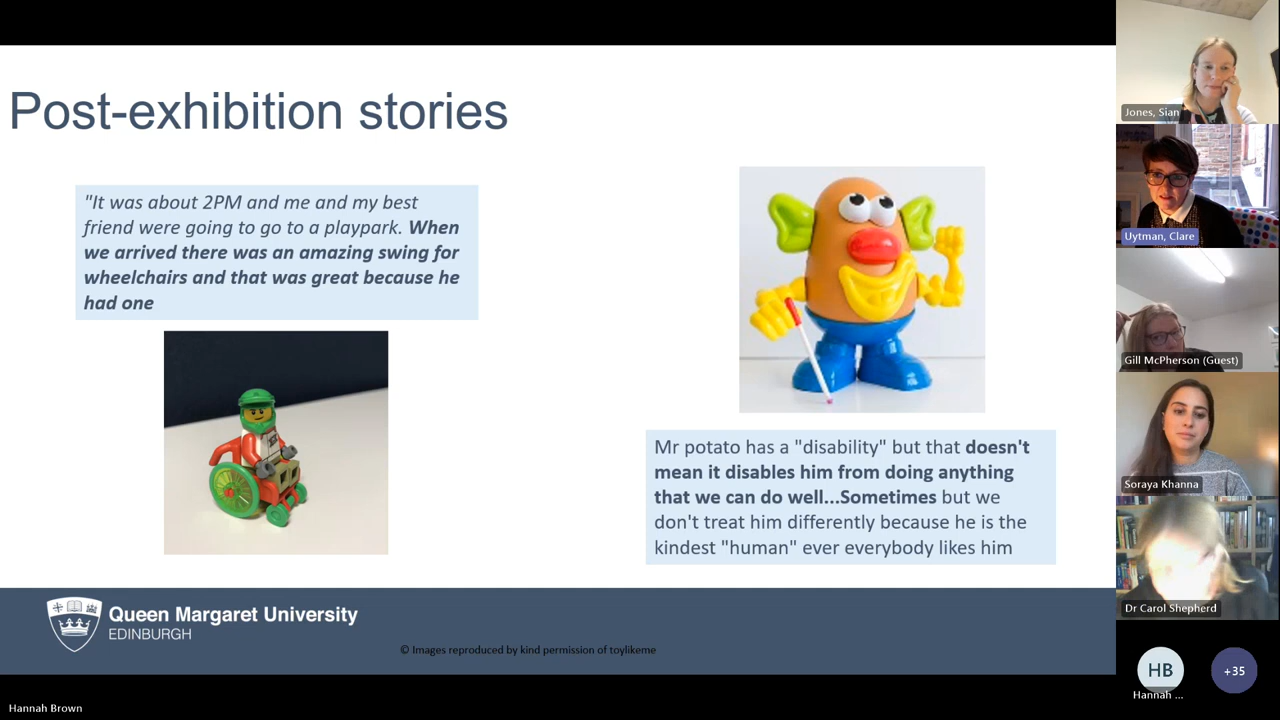 Post-exhibition stories
"It was about 2PM and me and my best
friend were going to go to a playpark. When
we arrived there was an amazing swing for
wheelchairs and that was great because he
had one
Mr potato has a "disability" but that doesn't
mean it disables him from doing anything
that we can do well...Sometimes but we
don't treat him differently because he is the
kindest "human" ever everybody likes him
Queen Margaret University
EDINBURGH
© Images reproduced by kind permission of toylikeme
Hannah Brown
Jones, Sian
Uytman, Clare
Gill McPherson (Guest)
Soraya Khanna
Dr Carol Shepherd
HB
Hannah ...
+35